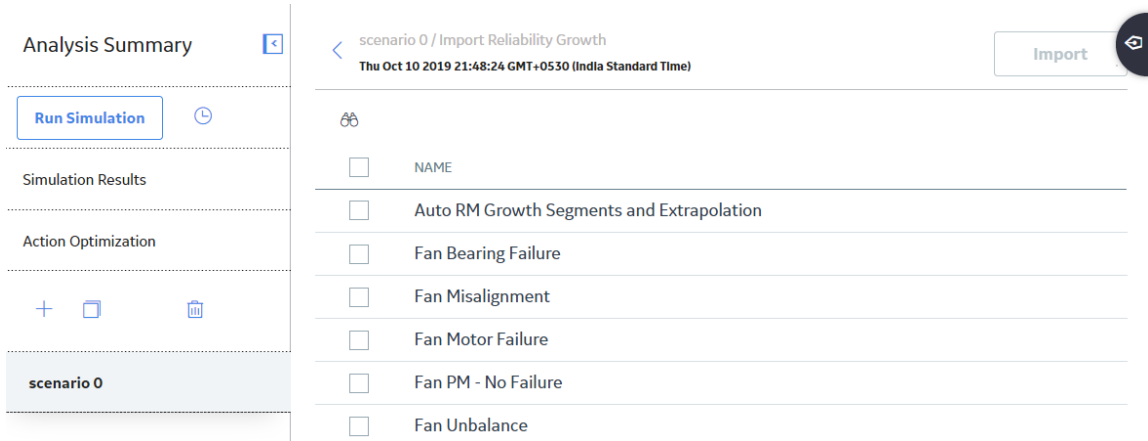 Analysis Summary
Run Simulation
Simulation Results
Action Optimization
scenario 0
scenario 0 / Import Reliability Growth
Thu Oct 10 2019 21:48:24 GMT+0530 (India Standard Time)
Import
NAME
Auto RM Growth Segments and Extrapolation
Fan Bearing Failure
Fan Misalignment
Fan Motor Failure
Fan PM - No Failure
Fan Unbalance